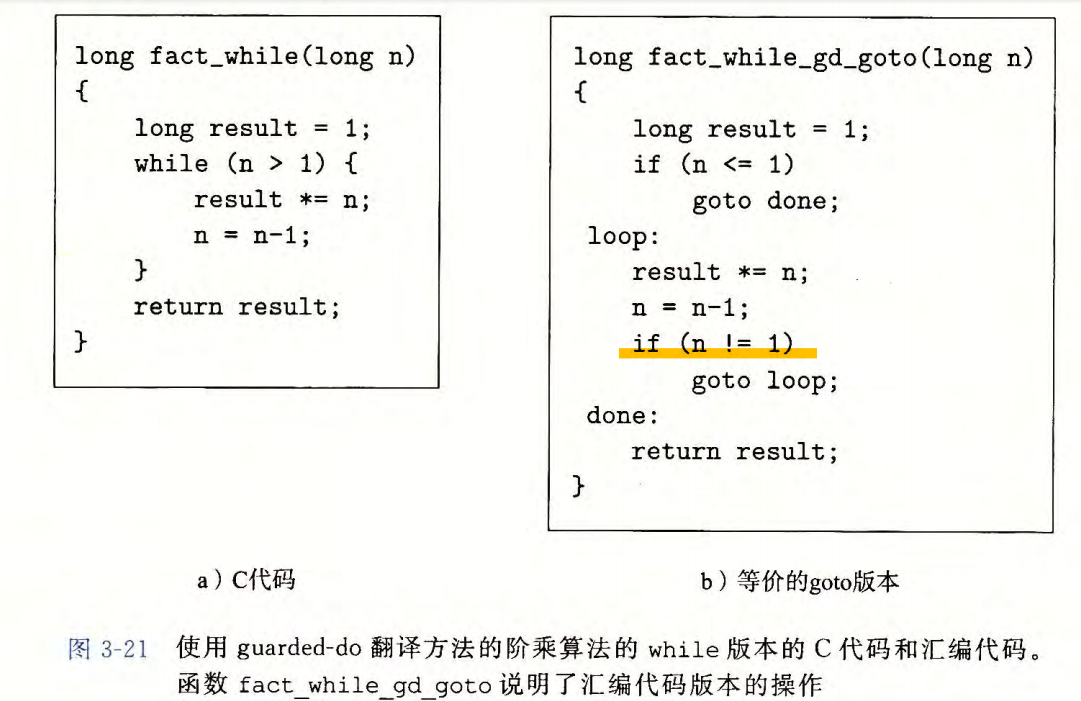 long fact_while(long n)
{
    long result = 1;
    while (n > 1) {
        result *= n;
        n = n-1;
    }
    return result;
}
long fact_while_gd_goto(long n)
{
    long result = 1;
    if (n <= 1)
        goto done;
 loop:
    result *= n;
    n = n-1;
    if (n != 1)
        goto loop;
 done:
    return result;
}
a）C代码
b）等价的goto版本
图 3-21 使用 guarded-do 翻译方法的阶乘算法的 while 版本的 C 代码和汇编代码。
函数 fact_while_gd_goto 说明了汇编代码版本的操作